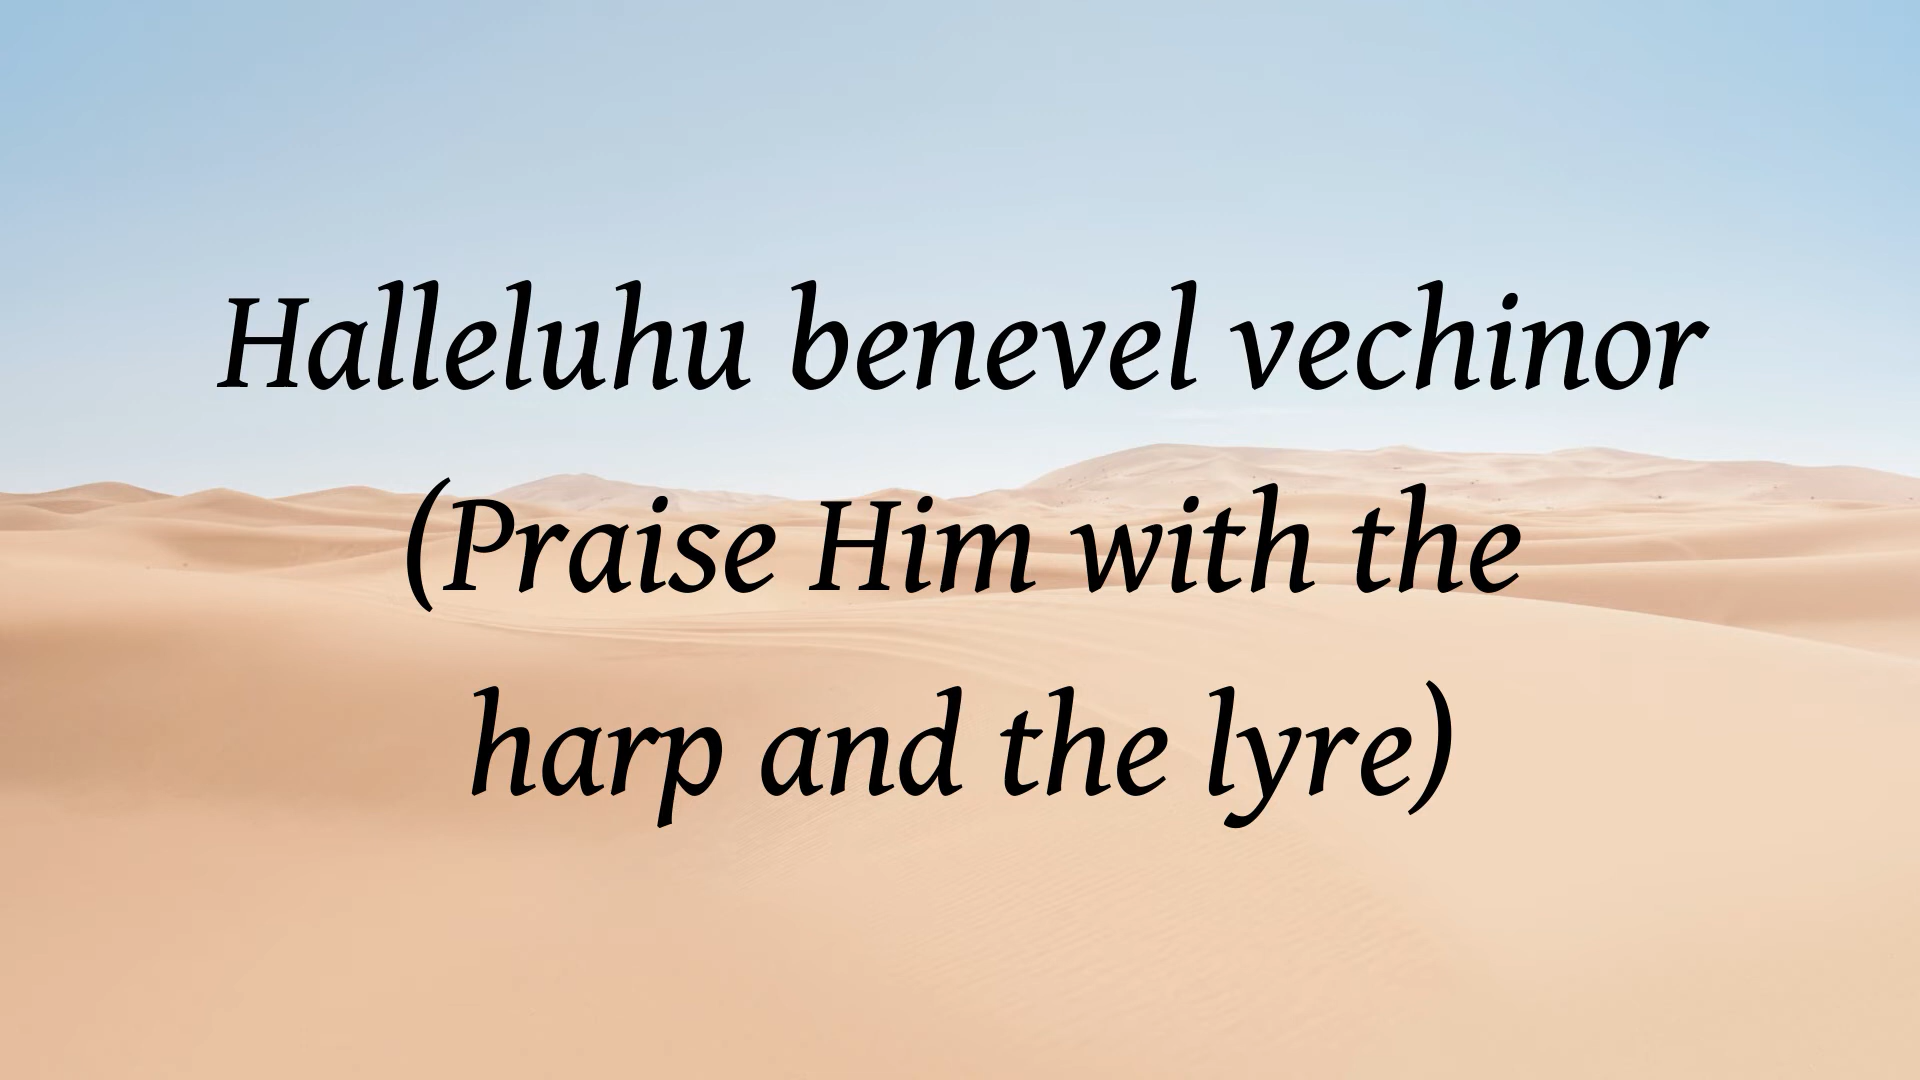 Halleluhu benevel vechinor
(Praise Him with the
harp and the lyre)